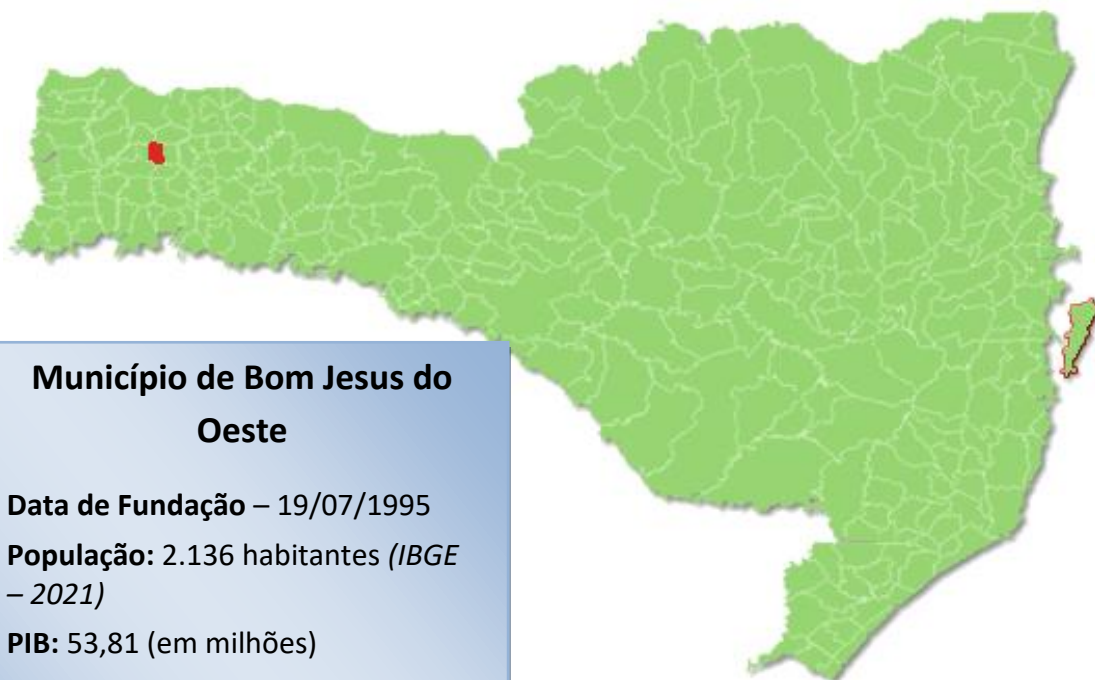 Município de Bom Jesus do
Oeste
Data de Fundação – 19/07/1995
População: 2.136 habitantes (IBGE
– 2021)
PIB: 53,81 (em milhões)